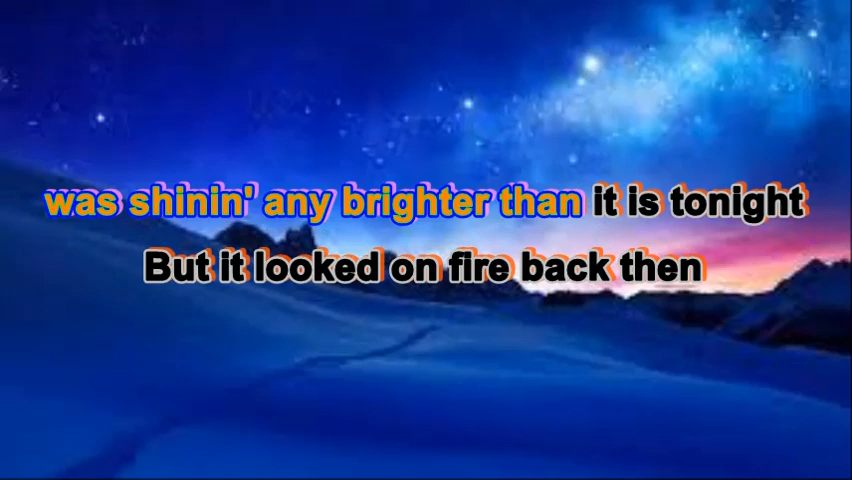 was shinin' any brighter than it is tonight
But it looked on fire back then